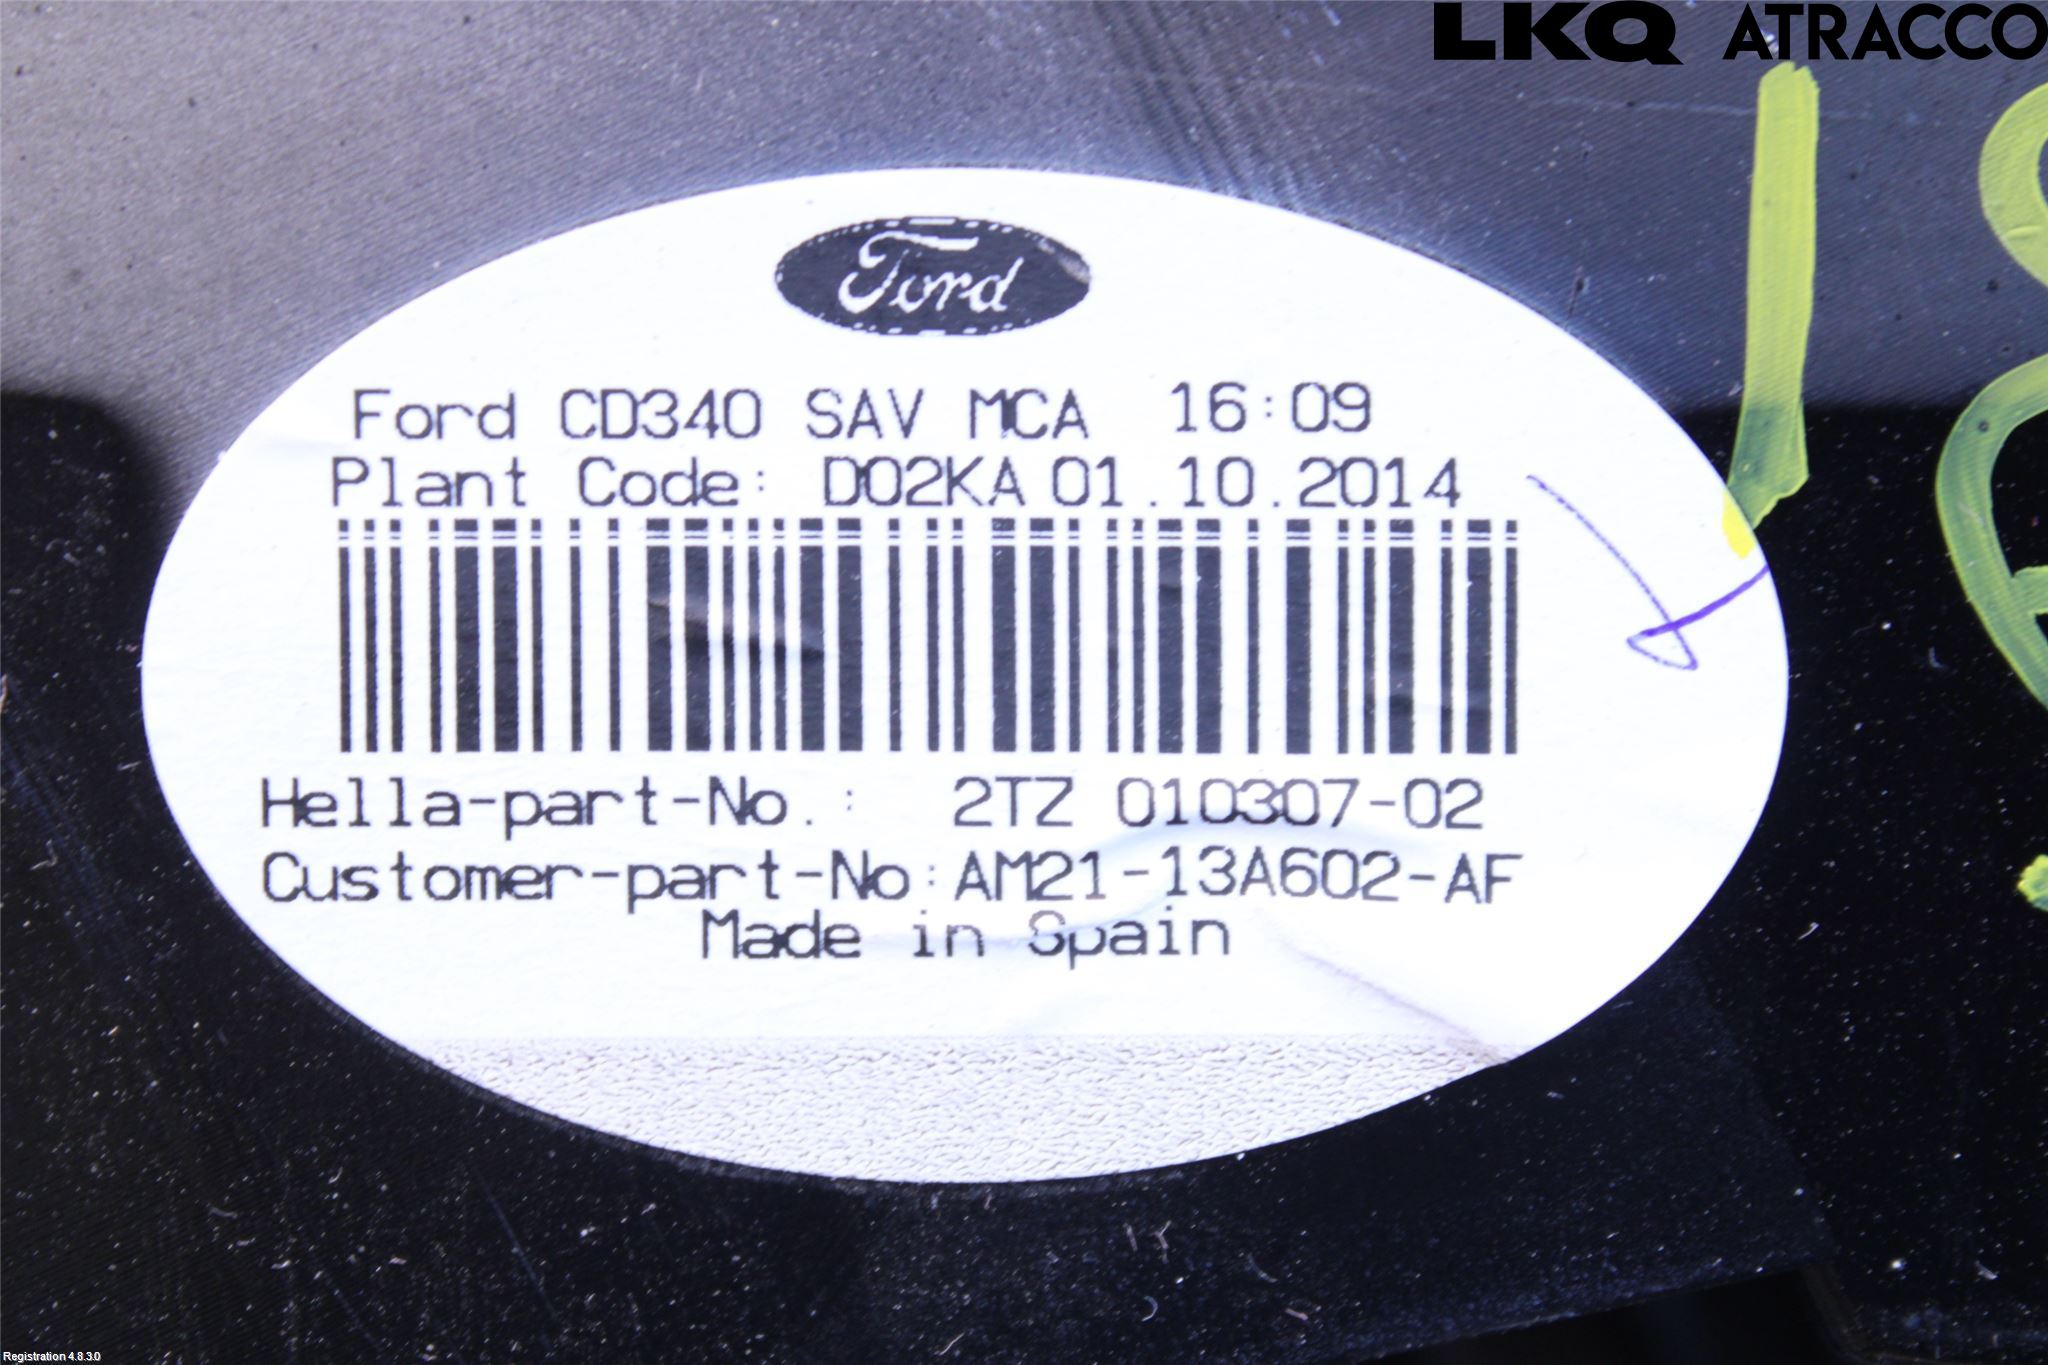 LKQ ATRACCO
Ford
Ford CD340 SAV MCA 16:09
Plant Code: D02KA 01.10.2014
Hella-part-No.: 2TZ 010307-02
Customer-part-No:AM21-13A602-AF
Made in Spain
Registration 4.8.3.0